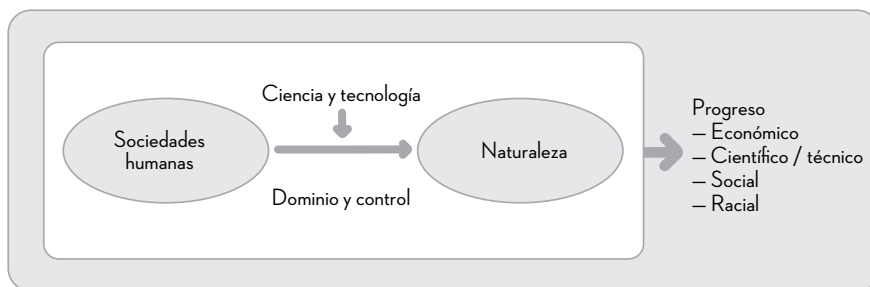 Ciencia y tecnología
Sociedades
humanas
Naturaleza
Dominio y control
Progreso
– Económico
– Científico / técnico
– Social
– Racial